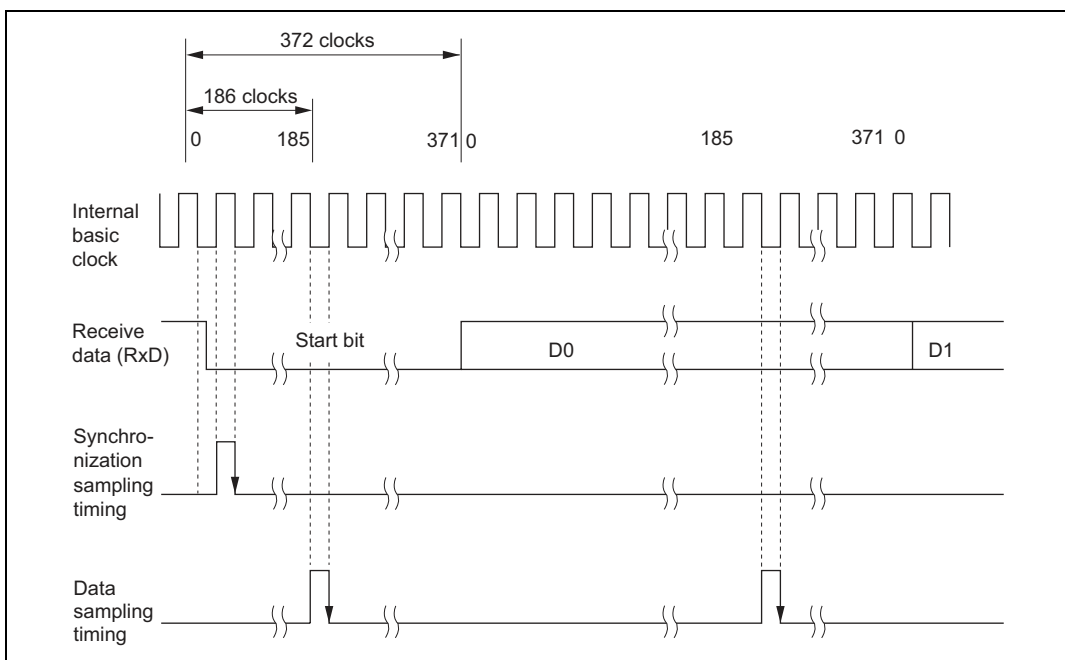 372 clocks
186 clocks
0 185 371 0 185 371 0
Internal
basic
clock
Receive
data (RxD)
Start bit
D0
D1
Synchro-
nization
sampling
timing
Data
sampling
timing